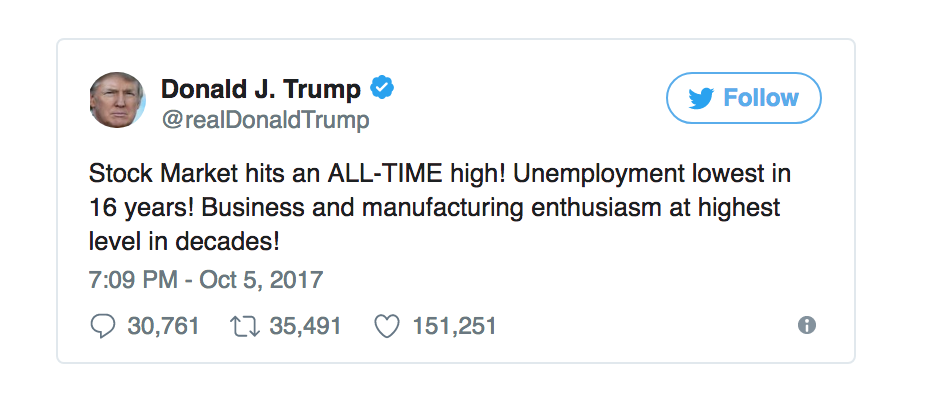 Donald J. Trump
@realDonaldTrump
Follow
Stock Market hits an ALL-TIME high! Unemployment lowest in
16 years! Business and manufacturing enthusiasm at highest
level in decades!
7:09 PM - Oct 5, 2017
30,761 35,491 151,251